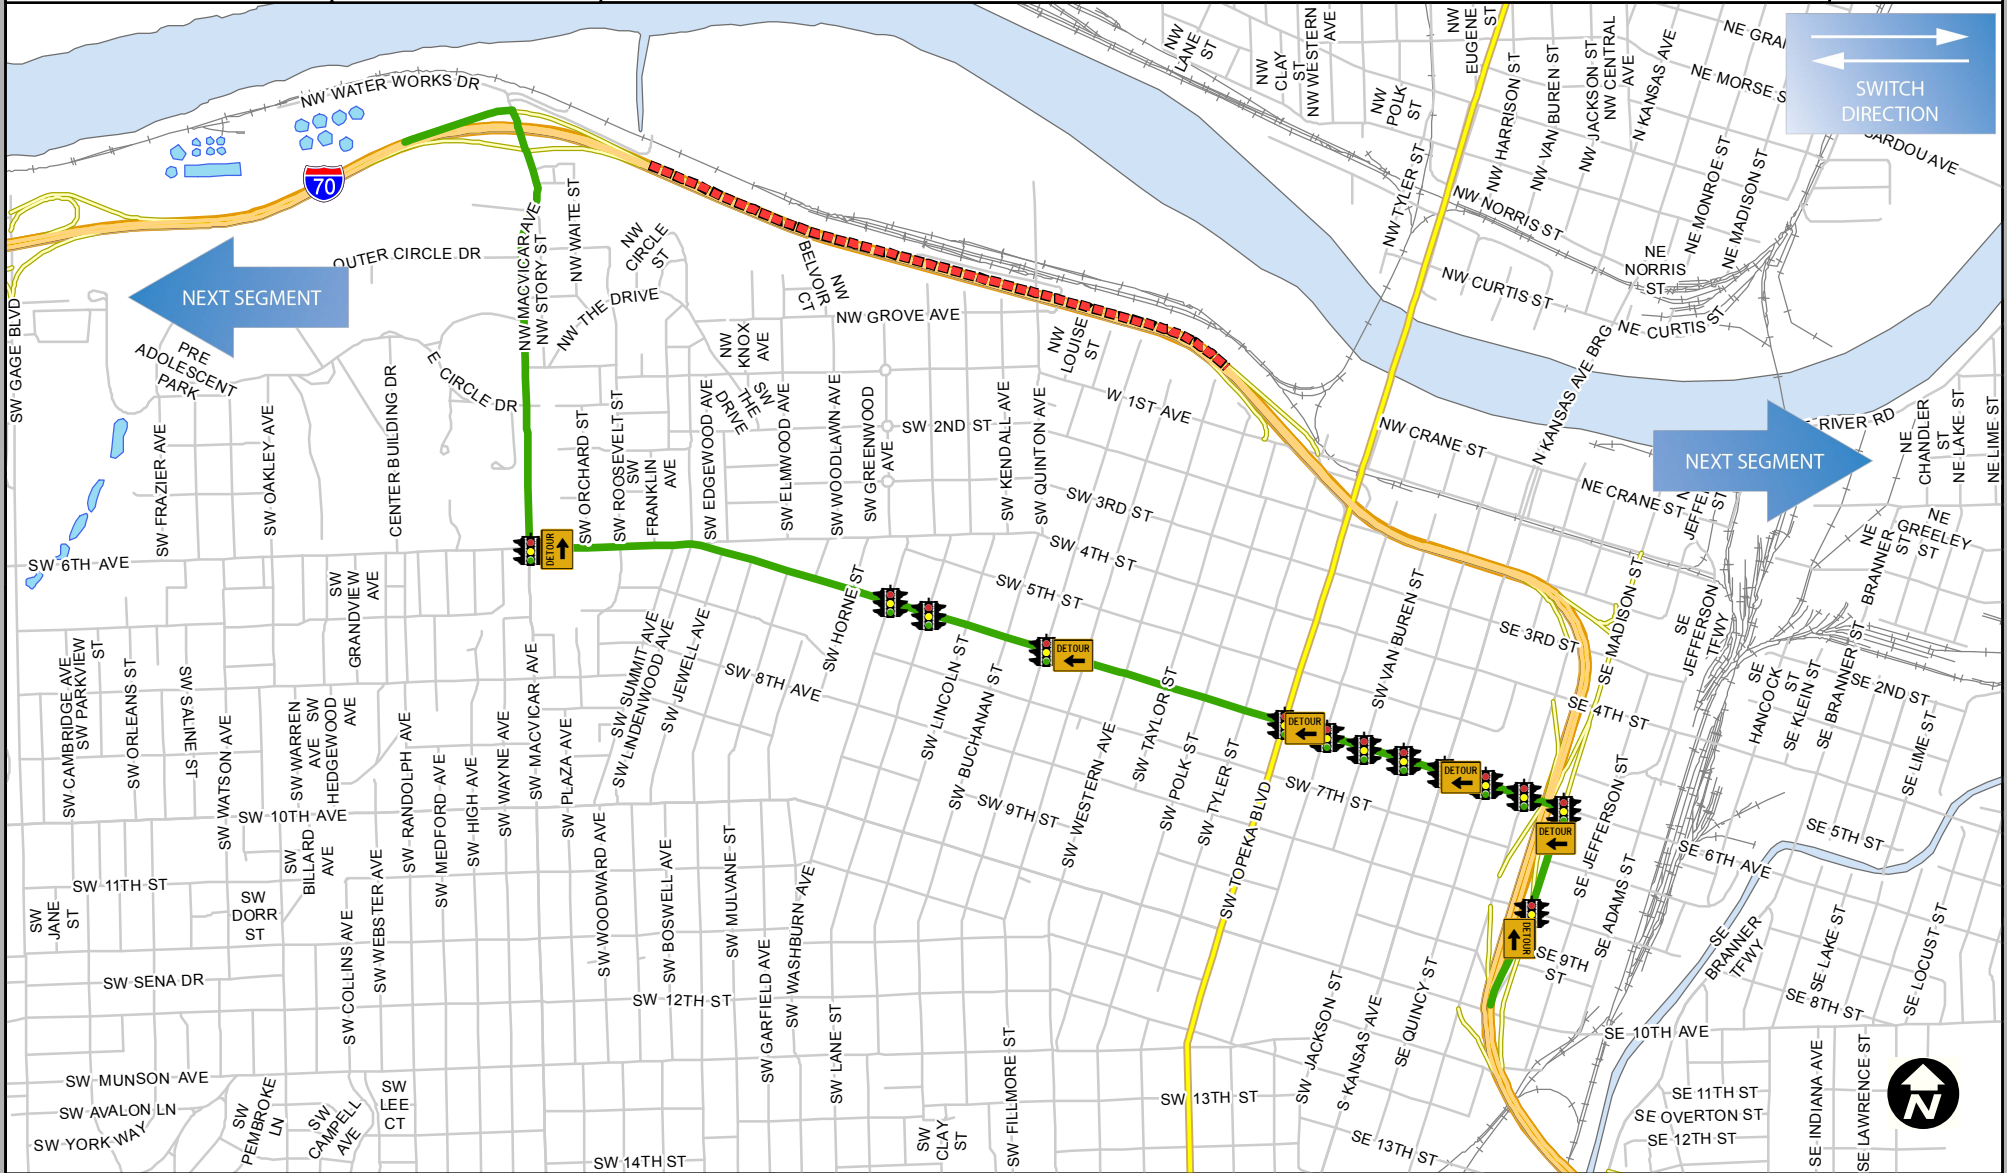 NW
LANE
ST
NW
CLAY
ST
NW WESTERN
AVE
NW
POLK
ST
NW
EUGENE
ST
NW HARRISON ST
NW VAN BUREN ST
NW JACKSON ST
NW CENTRAL
AVE
N KANSAS AVE
NE MORSE S
SWITCH
DIRECTION
SARDOU AVE
NW WATER WORKS DR
70
NW TYLER ST
NW NORRIS ST
NE MONROE ST
NE MADISON ST
NE
NORRIS
ST
NW CURTIS ST
NE CURTIS ST
NEXT SEGMENT
OUTER CIRCLE DR
NW MACVICAR AVE
NW STORY ST
NW WAITE ST
NW
CIRCLE
ST
NW THE DRIVE
BELVOIR
CT
NW
NW GROVE AVE
NW
KNOX
AVE
NW
LOUISE
ST
SW GAGE BLVD
PRE
ADOLESCENT
PARK
E CIRCLE DR
SW
THE
DRIVE
W 1ST AVE
N KANSAS AVE BRG
NW CRANE ST
NE CRANE ST
NEXT SEGMENT
RIVER RD
NE
CHANDLER
ST
NE LAKE ST
NE LIME ST
SW FRAZIER AVE
SW OAKLEY AVE
CENTER BUILDING DR
SW ORCHARD ST
SW ROOSEVELT ST
SW
FRANKLIN
AVE
SW EDGEWOOD AVE
SW ELMWOOD AVE
SW WOODLAWN AVE
SW GREENWOOD
AVE
SW 2ND ST
SW KENDALL AVE
SW QUINTON AVE
SW 3RD ST
SW 4TH ST
SW 5TH ST
NE
GREELEY
ST
NE
BRANNER
ST
SW 6TH AVE
DETOUR
SW
GRANDVIEW
AVE
SW HORNE ST
SW VAN BUREN ST
SE 3RD ST
SE MADISON ST
SE
JEFFERSON
TFWY
SE
HANCOCK
ST
SE KLEIN ST
SE BRANNER ST
SE 2ND ST
SE LIME ST
SE 4TH ST
SW CAMBRIDGE AVE
SW PARKVIEW
ST
SW ORLEANS ST
SW SALINE ST
SW WATSON AVE
SW WARREN
AVE
SW
HEDGEWOOD
AVE
SW RANDOLPH AVE
SW MEDFORD AVE
SW HIGH AVE
SW WAYNE AVE
SW MACVICAR AVE
SW PLAZA AVE
SW SUMMIT AVE
SW LINDENWOOD AVE
SW JEWELL AVE
SW 8TH AVE
SW LINCOLN ST
SW BUCHANAN ST
DETOUR
SW TAYLOR ST
SW WESTERN AVE
SW POLK ST
SW TYLER ST
SW TOPEKA BLVD
DETOUR
DETOUR
DETOUR
DETOUR
SW 7TH ST
SW 9TH ST
SW 10TH AVE
SW
BILLARD
AVE
SW 11TH ST
SW
JANE
ST
SW
DORR
ST
SW COLLINS AVE
SW WEBSTER AVE
SW WOODWARD AVE
SW BOSWELL AVE
SW MULVANE ST
SW GARFIELD AVE
SW WASHBURN AVE
SW LANE ST
SE JEFFERSON ST
SE ADAMS ST
SE 5TH ST
SE 6TH AVE
SE
BRANNER
TFWY
SE LAKE ST
SE LOCUST ST
SE 8TH ST
SE 9TH
ST
SE 10TH AVE
SW SENA DR
SW 12TH ST
SW FILLMORE ST
SW JACKSON ST
S KANSAS AVE
SE QUINCY ST
SW 13TH ST
SE 13TH ST
SE 11TH ST
SE OVERTON ST
SE 12TH ST
SE INDIANA AVE
SE LAWRENCE ST
N
SW MUNSON AVE
SW AVALON LN
SW YORK WAY
SW
PEMBROKE
LN
SW
CAMPELL
AVE
SW
LEE
CT
SW
CLAY
ST
SW 14TH ST